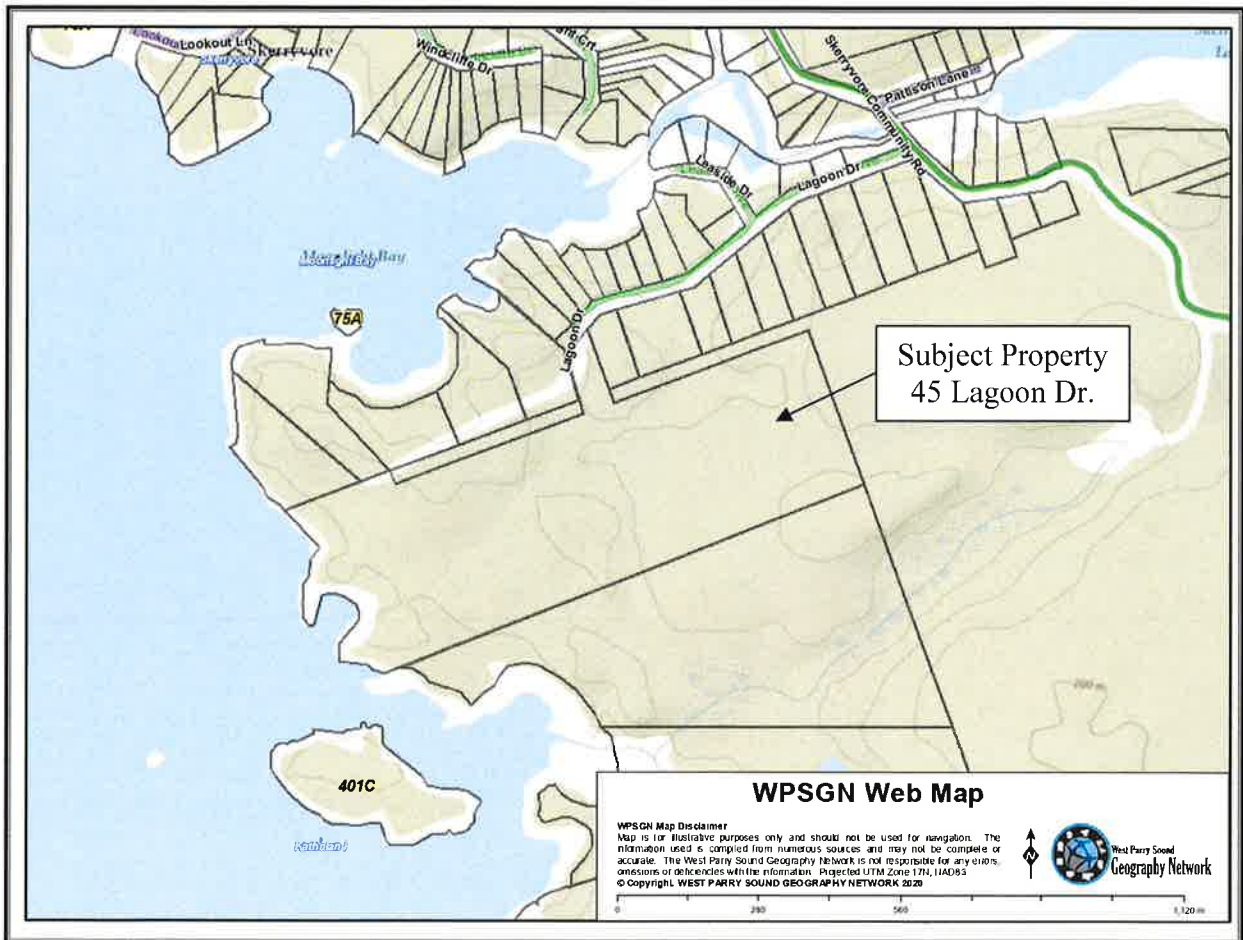 Lookout Ln
Skerryvore
Windcliffe Dr
Skerryvore Community Rd
Pattison Lane
Leaside Dr
Lagoon Dr
Moonlight Bay
75A
Lagoon Dr
Subject Property
45 Lagoon Dr.
200 m
401C
WPSGN Web Map
WPSGN Map Disclaimer
Map is for illustrative purposes only and should not be used for navigation. The
information used is compiled from numerous sources and may not be complete or
accurate. The West Parry Sound Geography Network is not responsible for any errors,
omissions or deficiencies with the information. Projected UTM Zone 17N, NAD83
© Copyright, WEST PARRY SOUND GEOGRAPHY NETWORK 2020
N
West Parry Sound
Geography Network
0 280 560 1,120 m